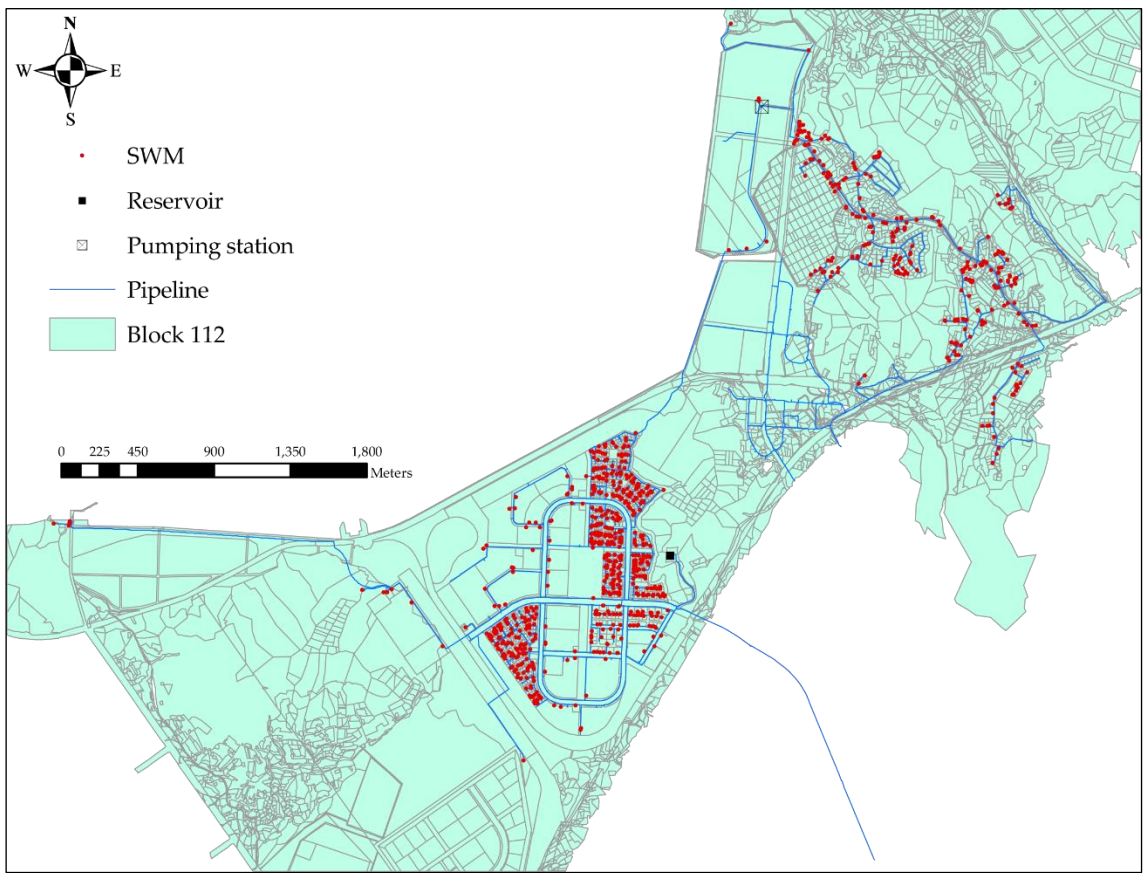 N
W E
S
SWM
Reservoir
Pumping station
Pipeline
Block 112
0 225 450 900 1,350 1,800
Meters